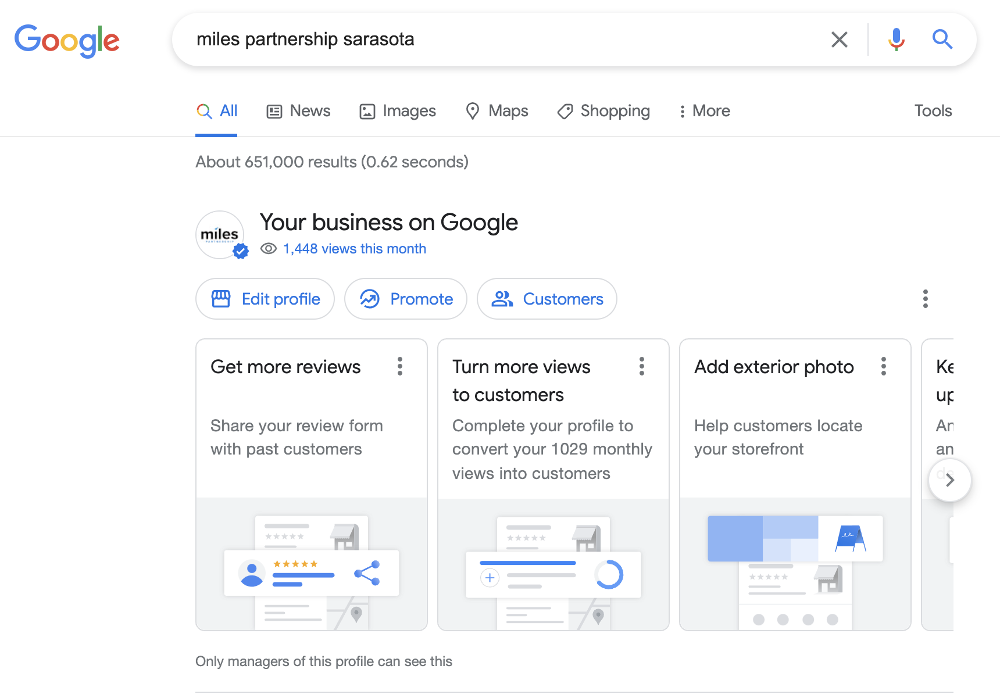 Google
miles partnership sarasota
All
News
Images
Maps
Shopping
More
Tools
About 651,000 results (0.62 seconds)
miles
PARTNERSHIP
Your business on Google
1,448 views this month
Edit profile
Promote
Customers
Get more reviews
Share your review form
with past customers
Turn more views
to customers
Complete your profile to
convert your 1029 monthly
views into customers
Add exterior photo
Help customers locate
your storefront
Ke
up
An
an
Only managers of this profile can see this